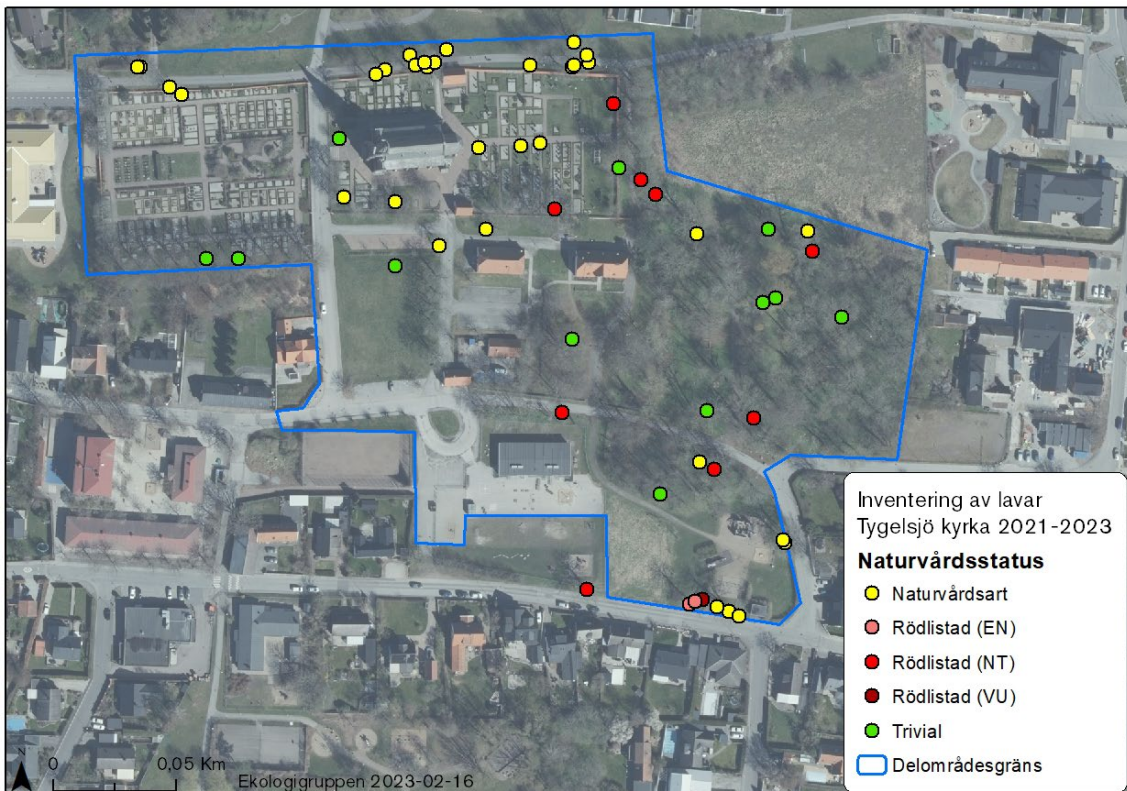 Inventering av lavar
Tygelsjö kyrka 2021-2023
Naturvårdsstatus
Naturvårdsart
Rödlistad (EN)
Rödlistad (NT)
Rödlistad (VU)
Trivial
Delområdesgräns
N
0 0,05 Km
Ekologigruppen 2023-02-16